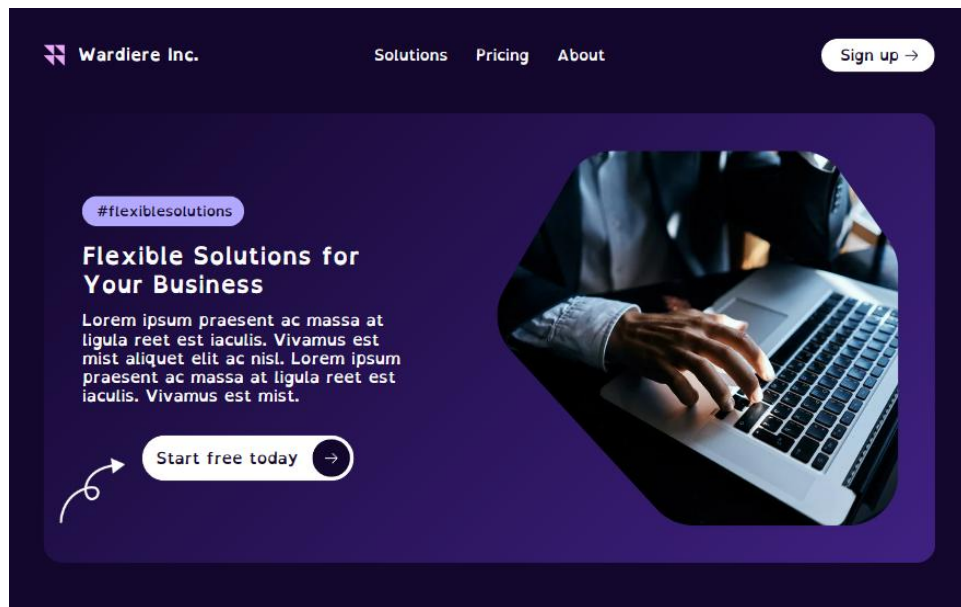 Wardiere Inc.
Solutions
Pricing
About
Sign up →
#flexiblesolutions
Flexible Solutions for
Your Business
Lorem ipsum praesent ac massa at
ligula reet est iaculis. Vivamus est
mist aliquet elit ac nisl. Lorem ipsum
praesent ac massa at ligula reet est
iaculis. Vivamus est mist.
Start free today →